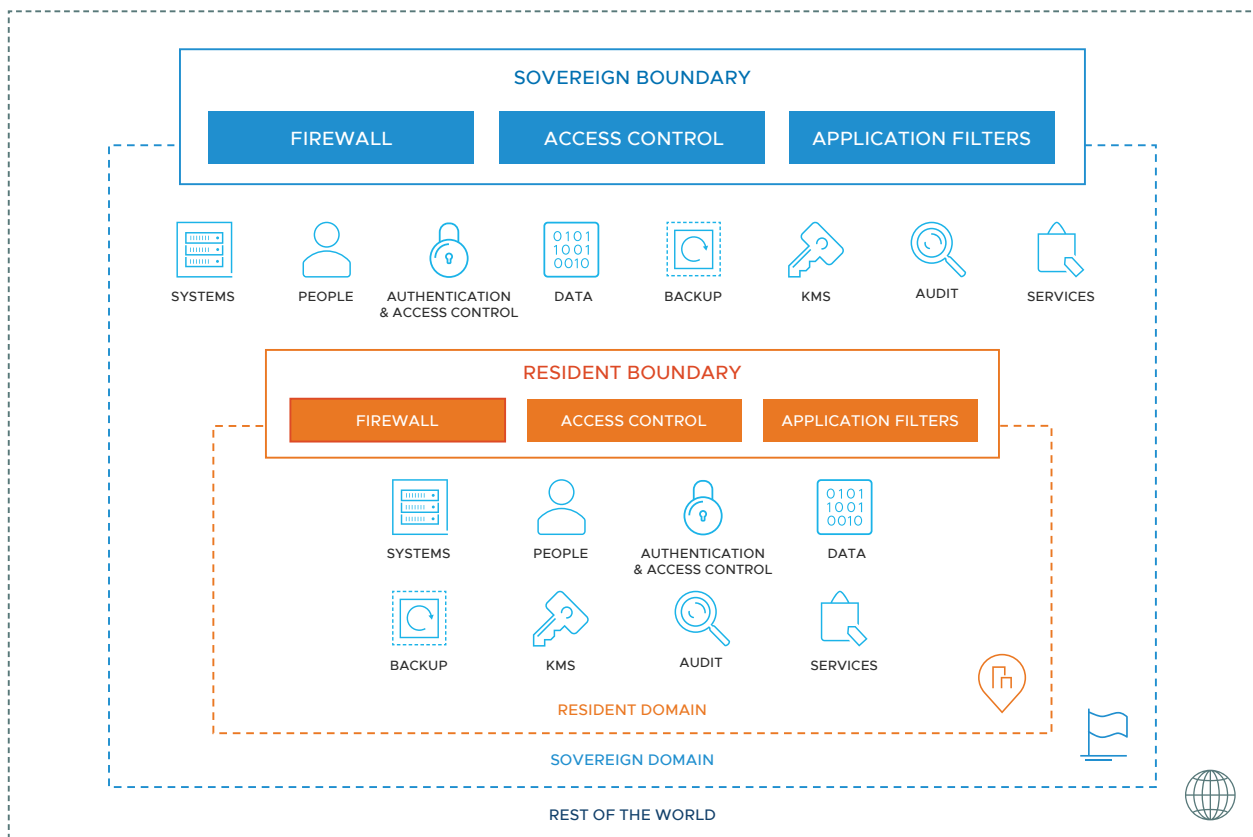 SOVEREIGN BOUNDARY
FIREWALL
ACCESS CONTROL
APPLICATION FILTERS
0101
1001
0010
SYSTEMS
PEOPLE
AUTHENTICATION
& ACCESS CONTROL
DATA
BACKUP
KMS
AUDIT
SERVICES
RESIDENT BOUNDARY
FIREWALL
ACCESS CONTROL
APPLICATION FILTERS
0101
1001
0010
SYSTEMS
PEOPLE
AUTHENTICATION
& ACCESS CONTROL
DATA
BACKUP
KMS
AUDIT
SERVICES
RESIDENT DOMAIN
SOVEREIGN DOMAIN
REST OF THE WORLD